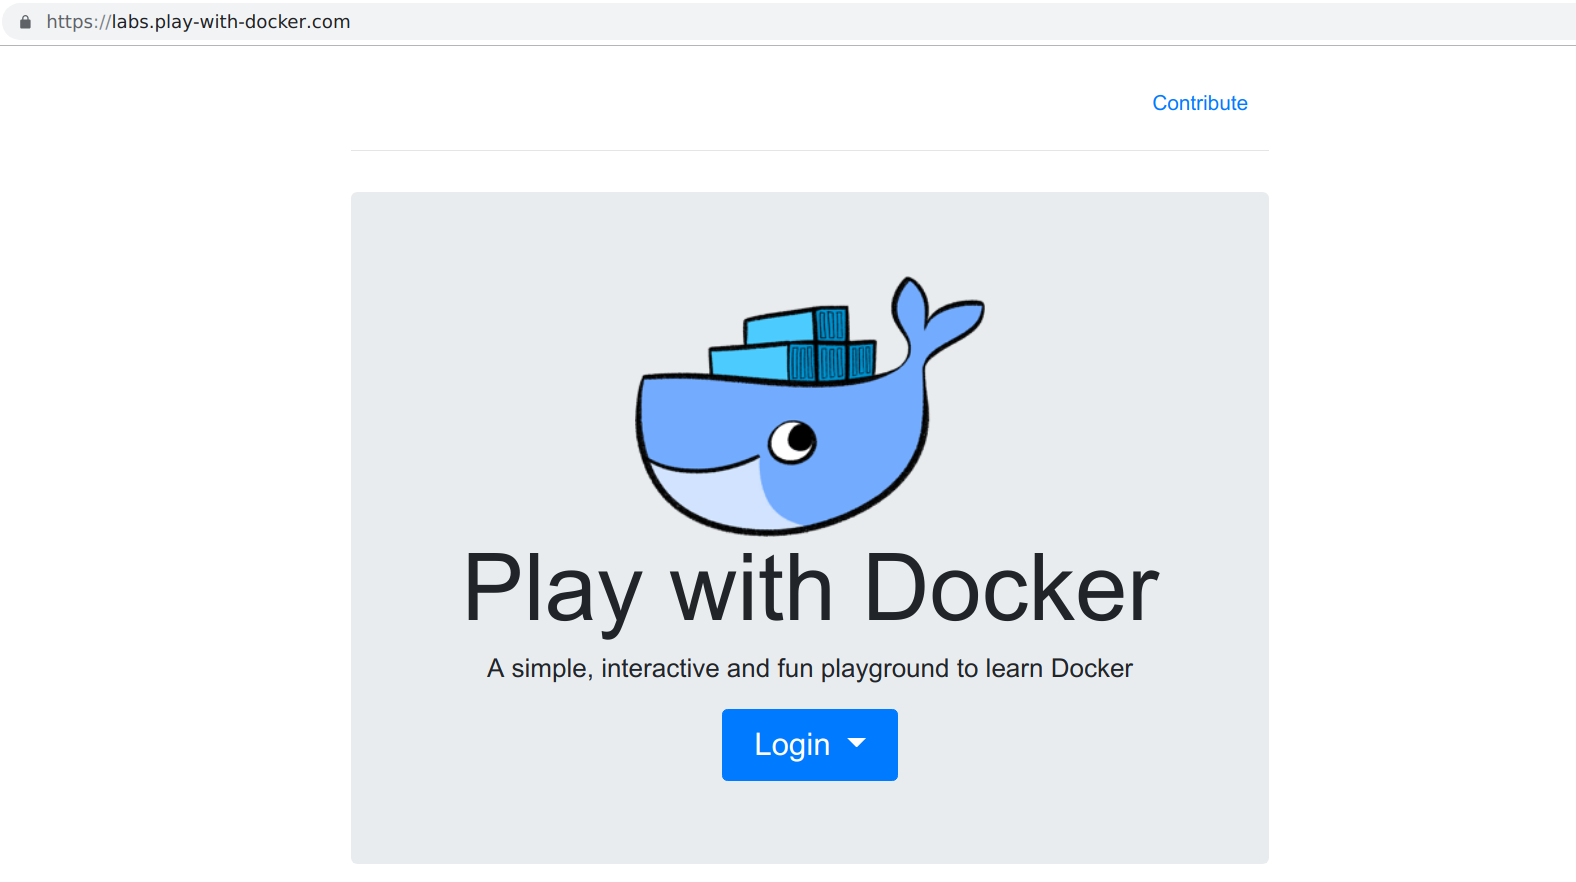 https://labs.play-with-docker.com
Contribute
Play with Docker
A simple, interactive and fun playground to learn Docker
Login